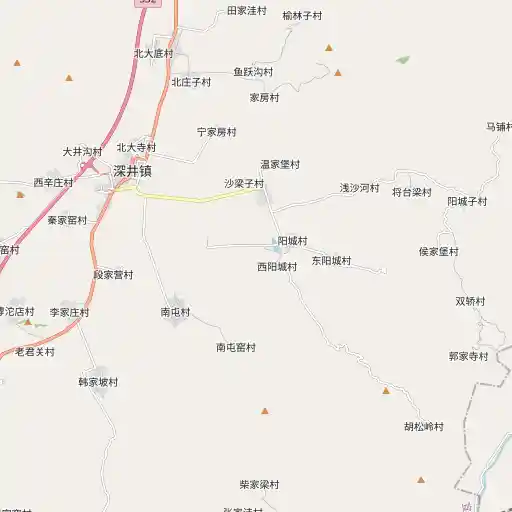 田家洼村
榆林子村
北大底村
鱼跃沟村
北庄子村
家房村
宁家房村
马铺村
北大寺村
大井沟村
温家堡村
深井镇
西辛庄村
沙梁子村
浅沙河村
将台梁村
阳城子村
秦家窑村
阳城村
窑村
侯家堡村
西阳城村
东阳城村
段家营村
双轿村
李家庄村
南屯村
南屯窑村
老君关村
郭家寺村
韩家坡村
胡松岭村
柴家梁村